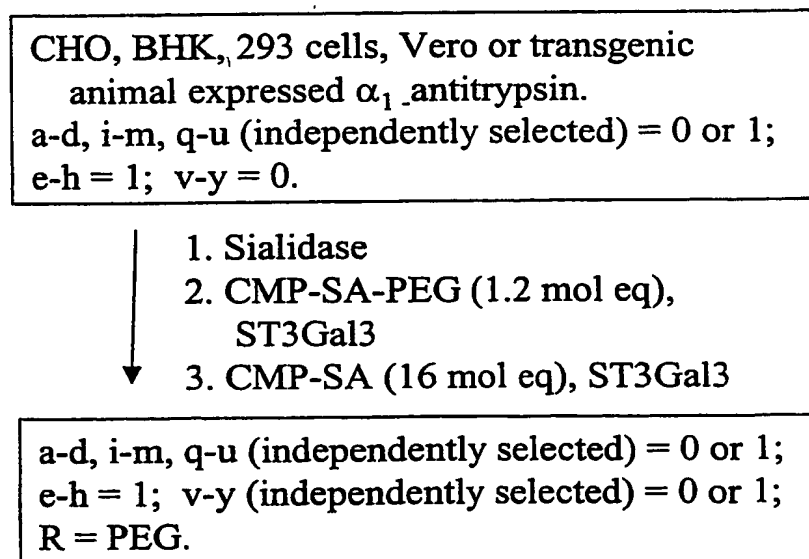 CHO, BHK, 293 cells, Vero or transgenic
animal expressed α₁ antitrypsin.
a-d, i-m, q-u (independently selected) = 0 or 1;
e-h = 1; v-y = 0.
1. Sialidase
2. CMP-SA-PEG (1.2 mol eq),
ST3Gal3
3. CMP-SA (16 mol eq), ST3Gal3
a-d, i-m, q-u (independently selected) = 0 or 1;
e-h = 1; v-y (independently selected) = 0 or 1;
R = PEG.